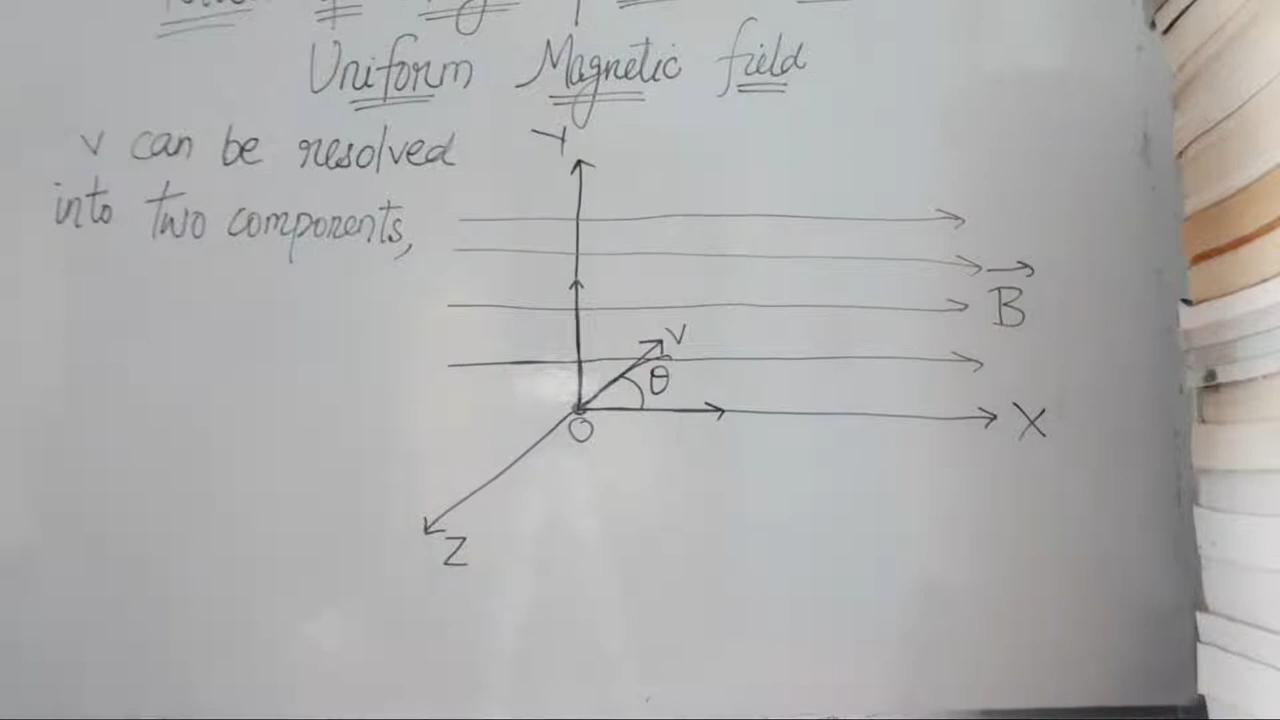 Uniform Magnetic field
v can be resolved
into two components,
Y
B
V
θ
O
X
Z